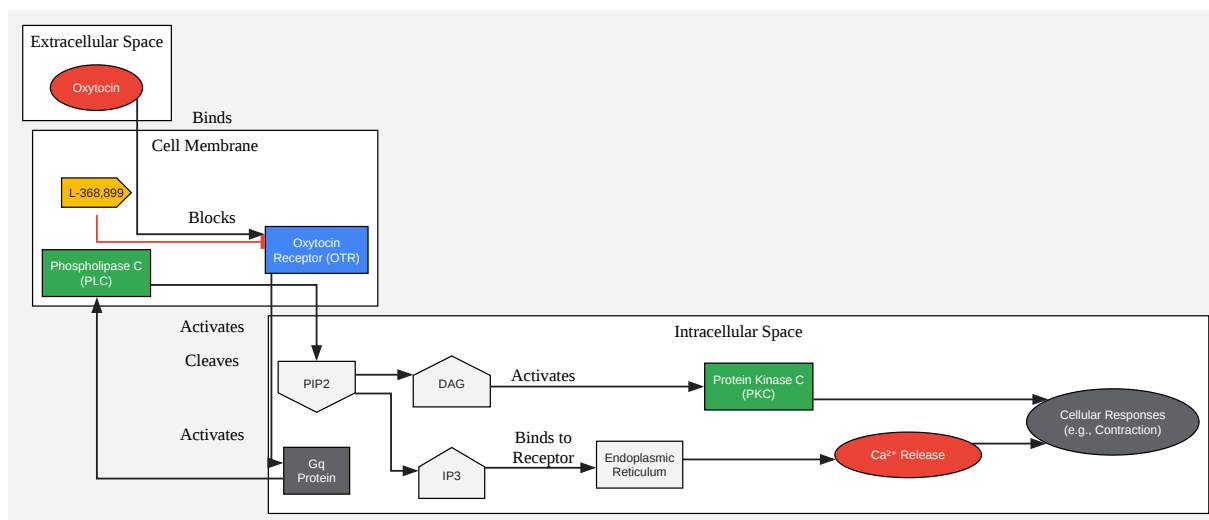 Extracellular Space
Oxytocin
Binds
Cell Membrane
L-368,899
Blocks
Oxytocin
Receptor (OTR)
Phospholipase C
(PLC)
Activates
Cleaves
Activates
Intracellular Space
PIP2
DAG
Activates
Protein Kinase C
(PKC)
Cellular Responses
(e.g., Contraction)
Gq
Protein
IP3
Binds to
Receptor
Endoplasmic
Reticulum
Ca²⁺ Release